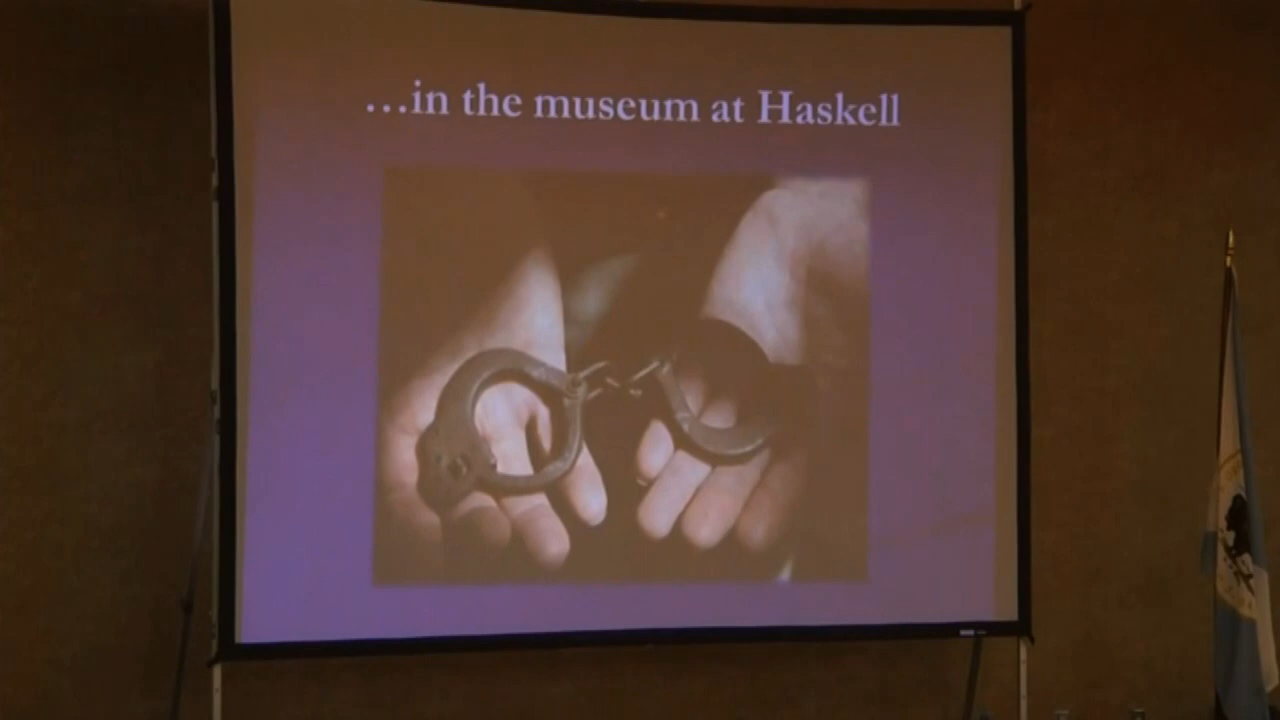 …in the museum at Haskell